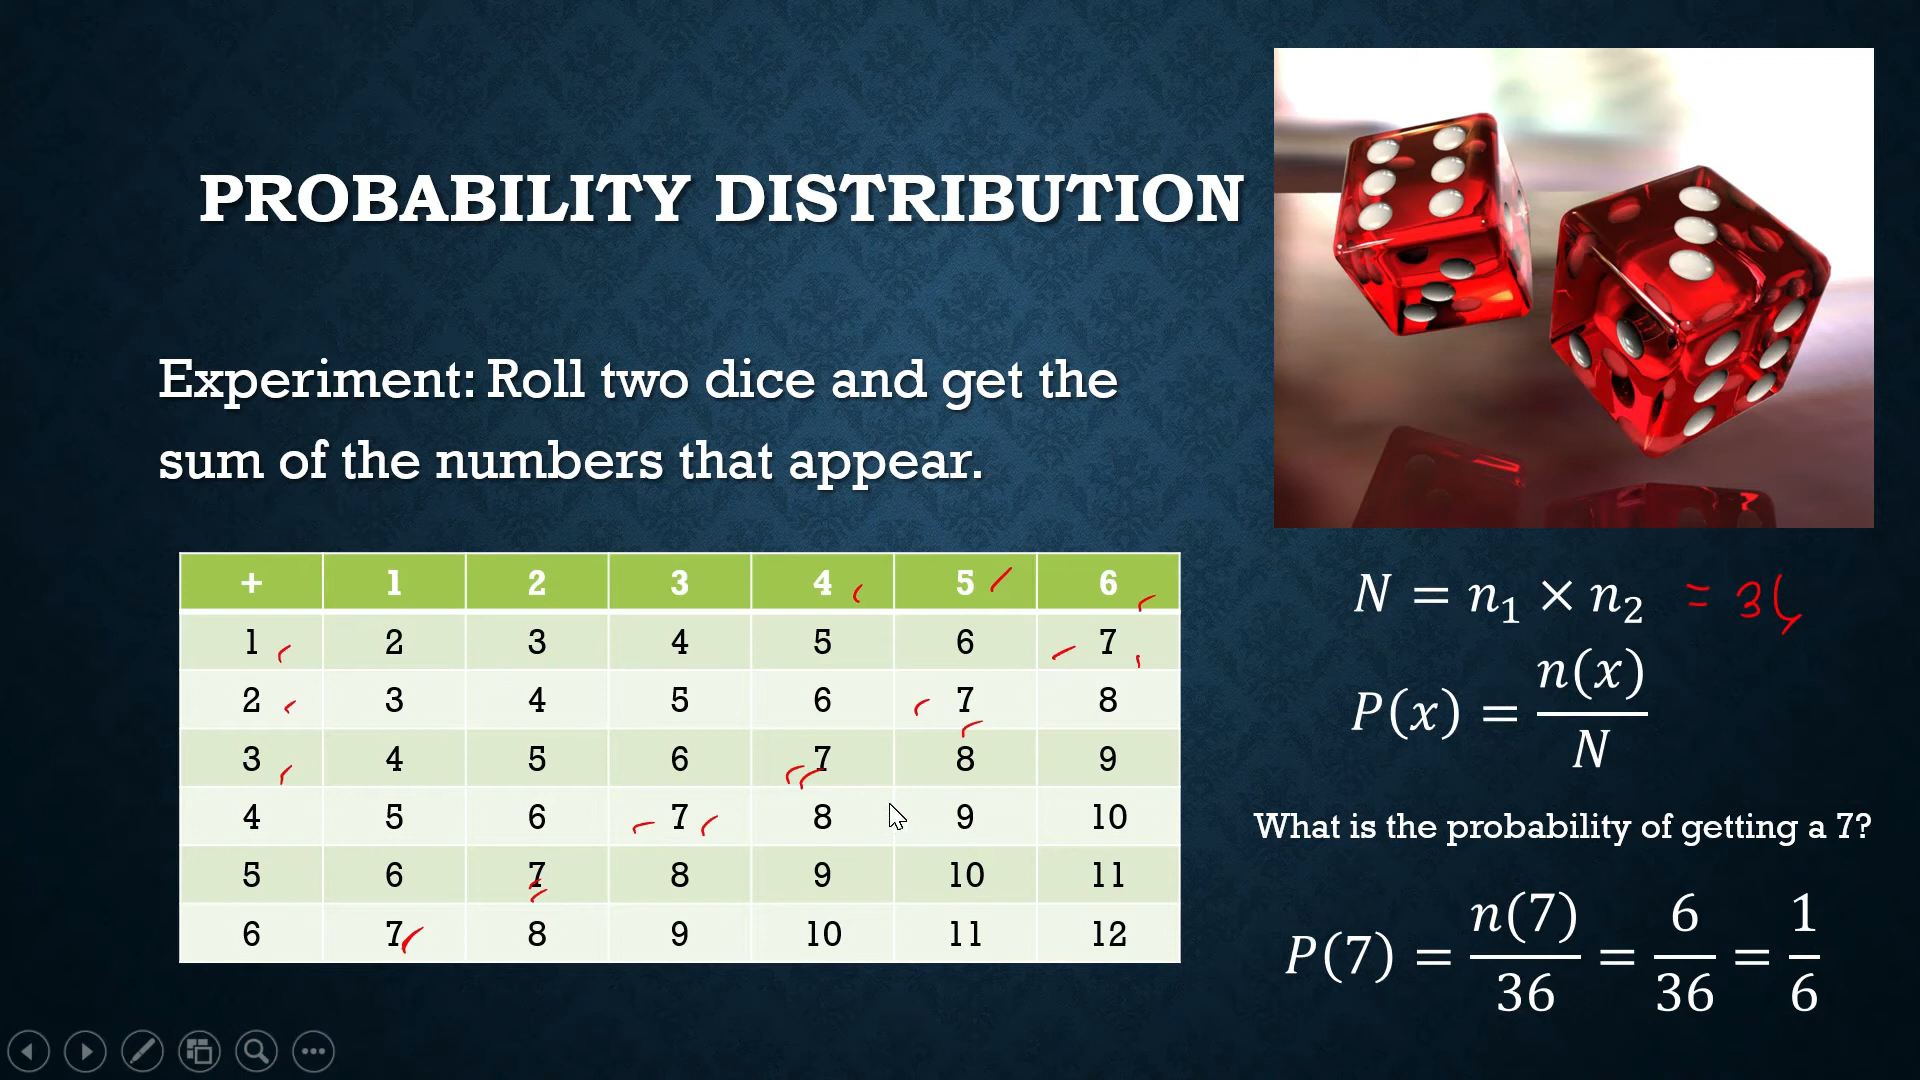 PROBABILITY DISTRIBUTION
Experiment: Roll two dice and get the
sum of the numbers that appear.
+ 1 2 3 4 5 6
1 2 3 4 5 6 7
2 3 4 5 6 7 8
3 4 5 6 7 8 9
4 5 6 7 8 9 10
5 6 7 8 9 10 11
6 7 8 9 10 11 12
N = n₁ × n₂ = 36
P(x) = n(x) / N
What is the probability of getting a 7?
P(7) = n(7) / 36 = 6 / 36 = 1 / 6